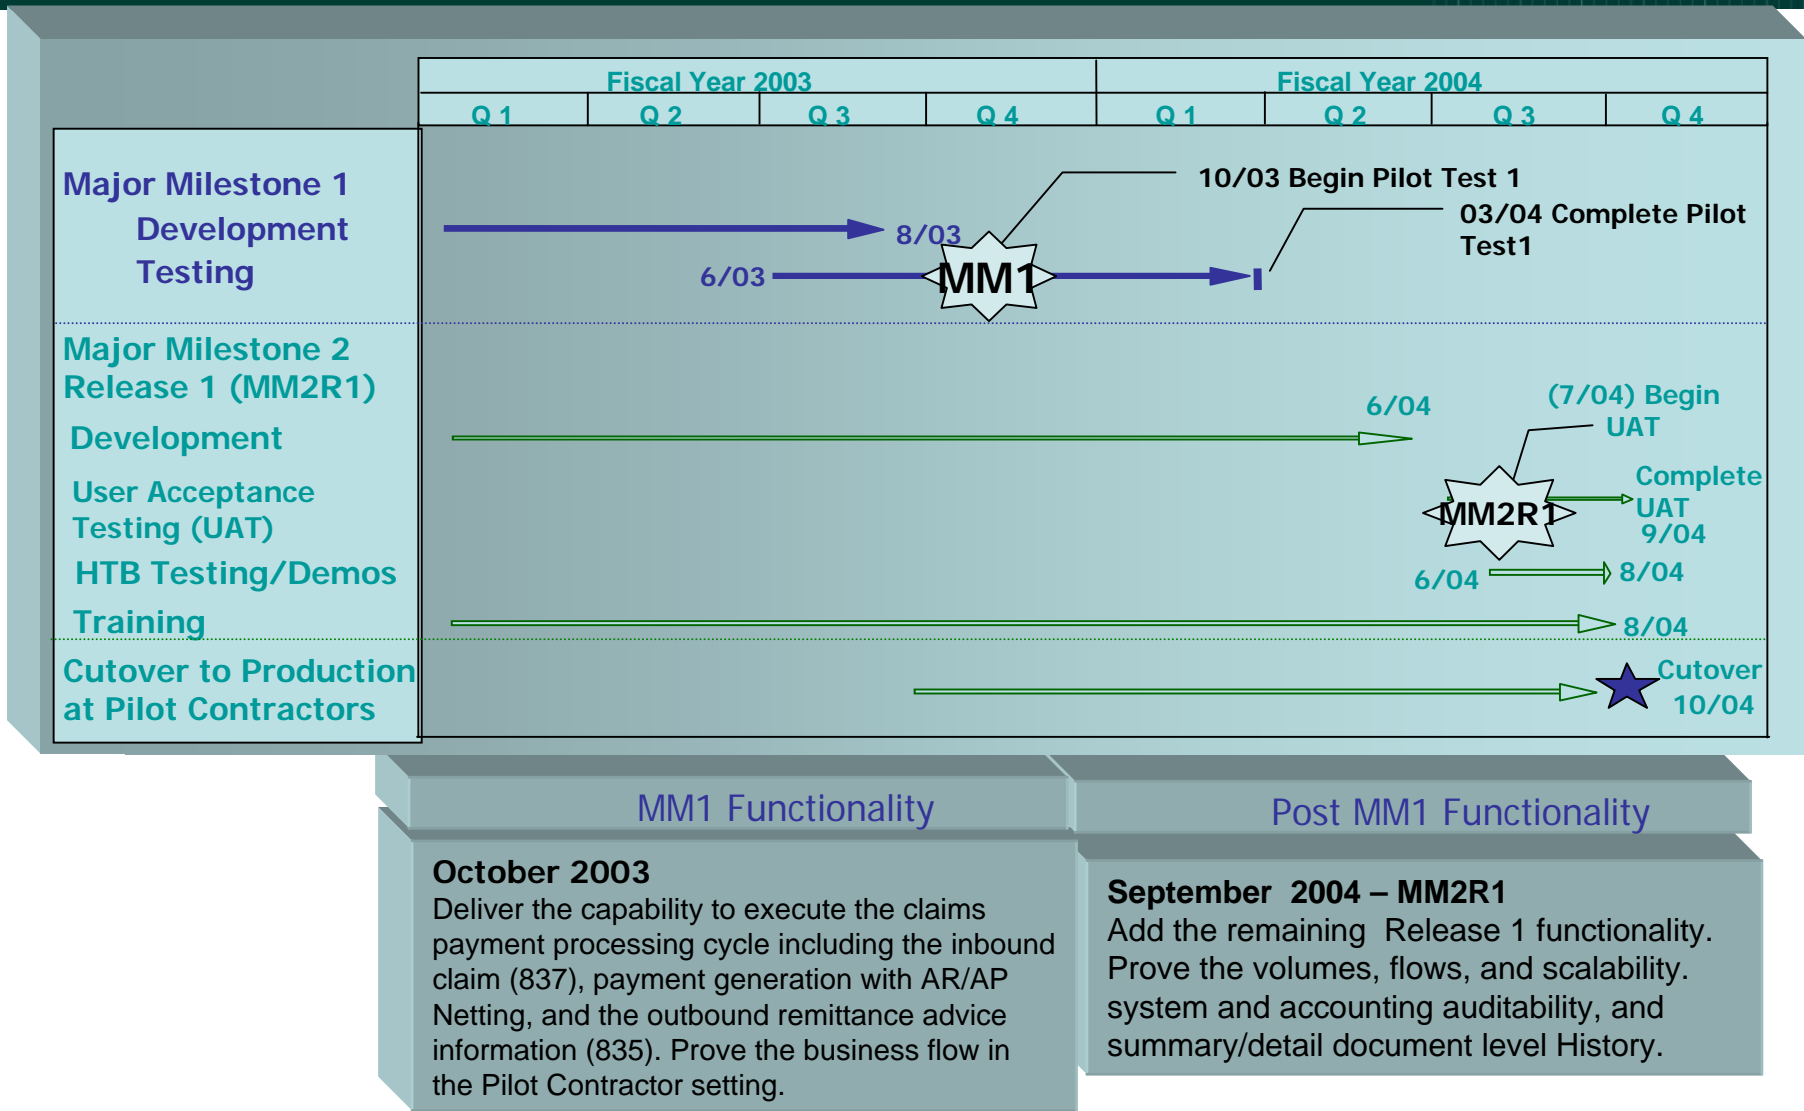 Fiscal Year 2003
Fiscal Year 2004
Q 1
Q 2
Q 3
Q 4
Q 1
Q 2
Q 3
Q 4
Major Milestone 1
Development
Testing
10/03 Begin Pilot Test 1
03/04 Complete Pilot
Test1
8/03
6/03
MM1
Major Milestone 2
Release 1 (MM2R1)
Development
6/04
(7/04) Begin
UAT
User Acceptance
Testing (UAT)
MM2R1
Complete
UAT
9/04
HTB Testing/Demos
6/04
8/04
Training
8/04
Cutover to Production
at Pilot Contractors
Cutover
10/04
MM1 Functionality
October 2003
Deliver the capability to execute the claims
payment processing cycle including the inbound
claim (837), payment generation with AR/AP
Netting, and the outbound remittance advice
information (835). Prove the business flow in
the Pilot Contractor setting.
Post MM1 Functionality
September  2004 – MM2R1
Add the remaining  Release 1 functionality.
Prove the volumes, flows, and scalability.
system and accounting auditability, and
summary/detail document level History.